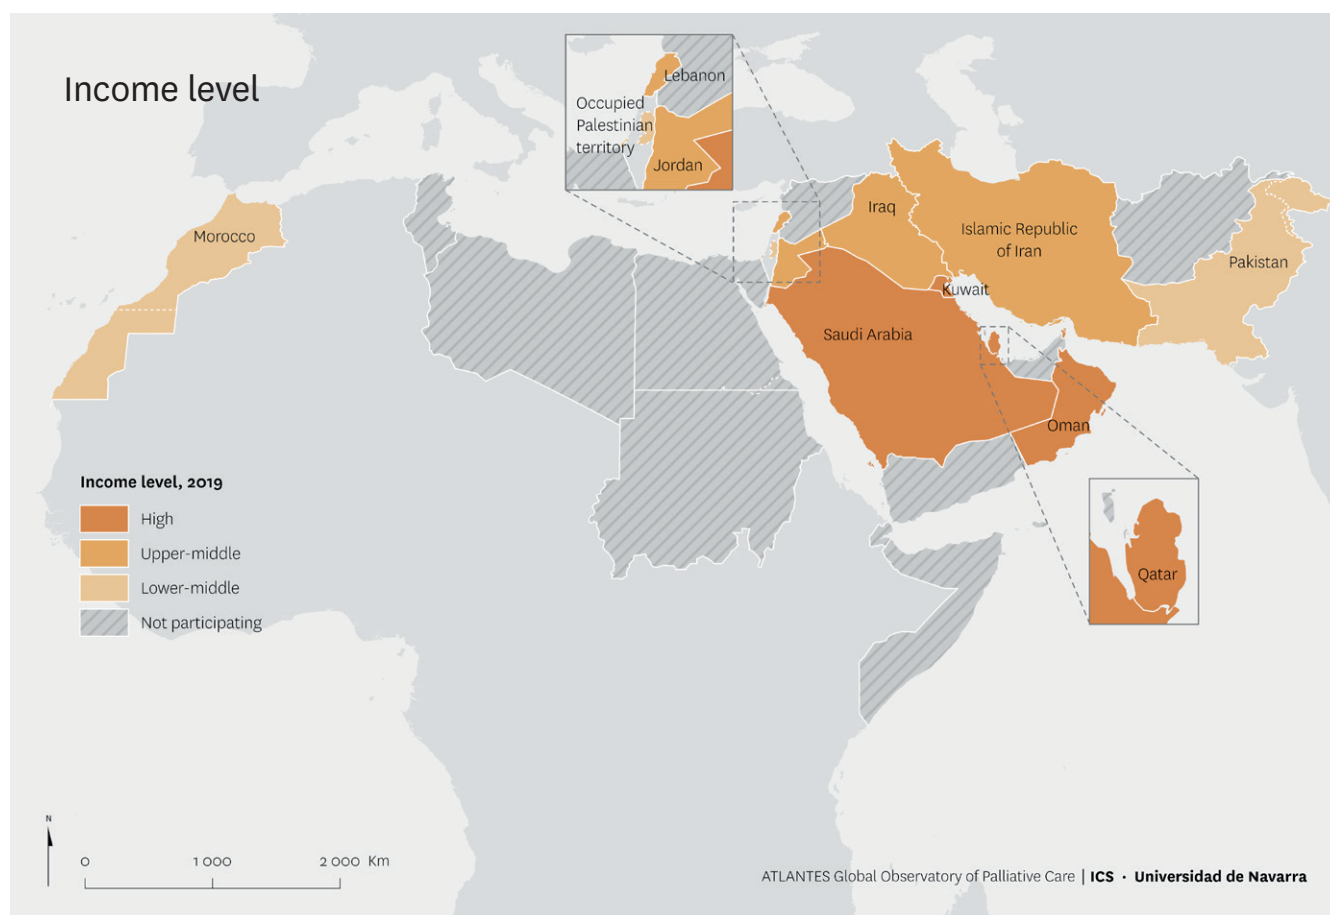 Income level
Lebanon
Occupied
Palestinian
territory
Jordan
Morocco
Iraq
Islamic Republic
of Iran
Pakistan
Kuwait
Saudi Arabia
Oman
Qatar
Income level, 2019
High
Upper-middle
Lower-middle
Not participating
N
0 1 000 2 000 Km
ATLANTES Global Observatory of Palliative Care | ICS · Universidad de Navarra